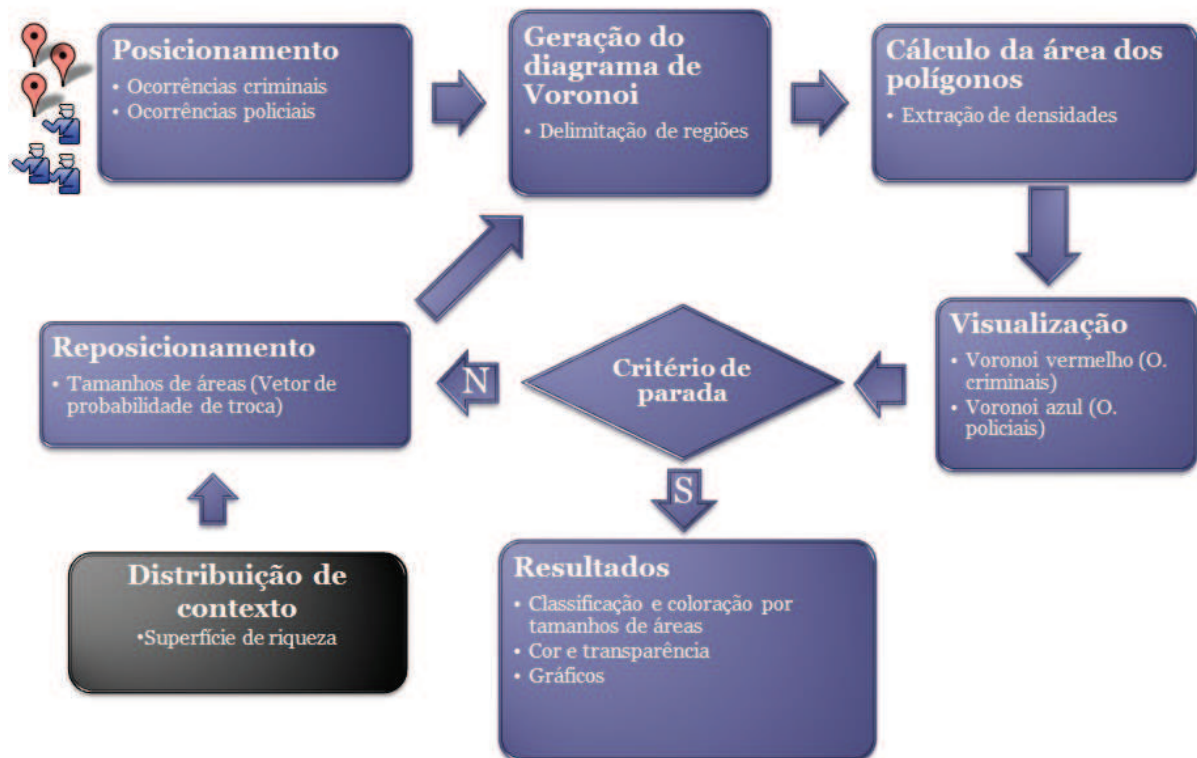 Posicionamento
• Ocorrências criminais
• Ocorrências policiais
Geração do
diagrama de
Voronoi
• Delimitação de regiões
Cálculo da área dos
polígonos
• Extração de densidades
Visualização
• Voronoi vermelho (O.
criminais)
• Voronoi azul (O.
policiais)
Critério de
parada
N
S
Reposicionamento
• Tamanhos de áreas (Vetor de
probabilidade de troca)
Distribuição de
contexto
•Superfície de riqueza
Resultados
• Classificação e coloração por
tamanhos de áreas
• Cor e transparência
• Gráficos